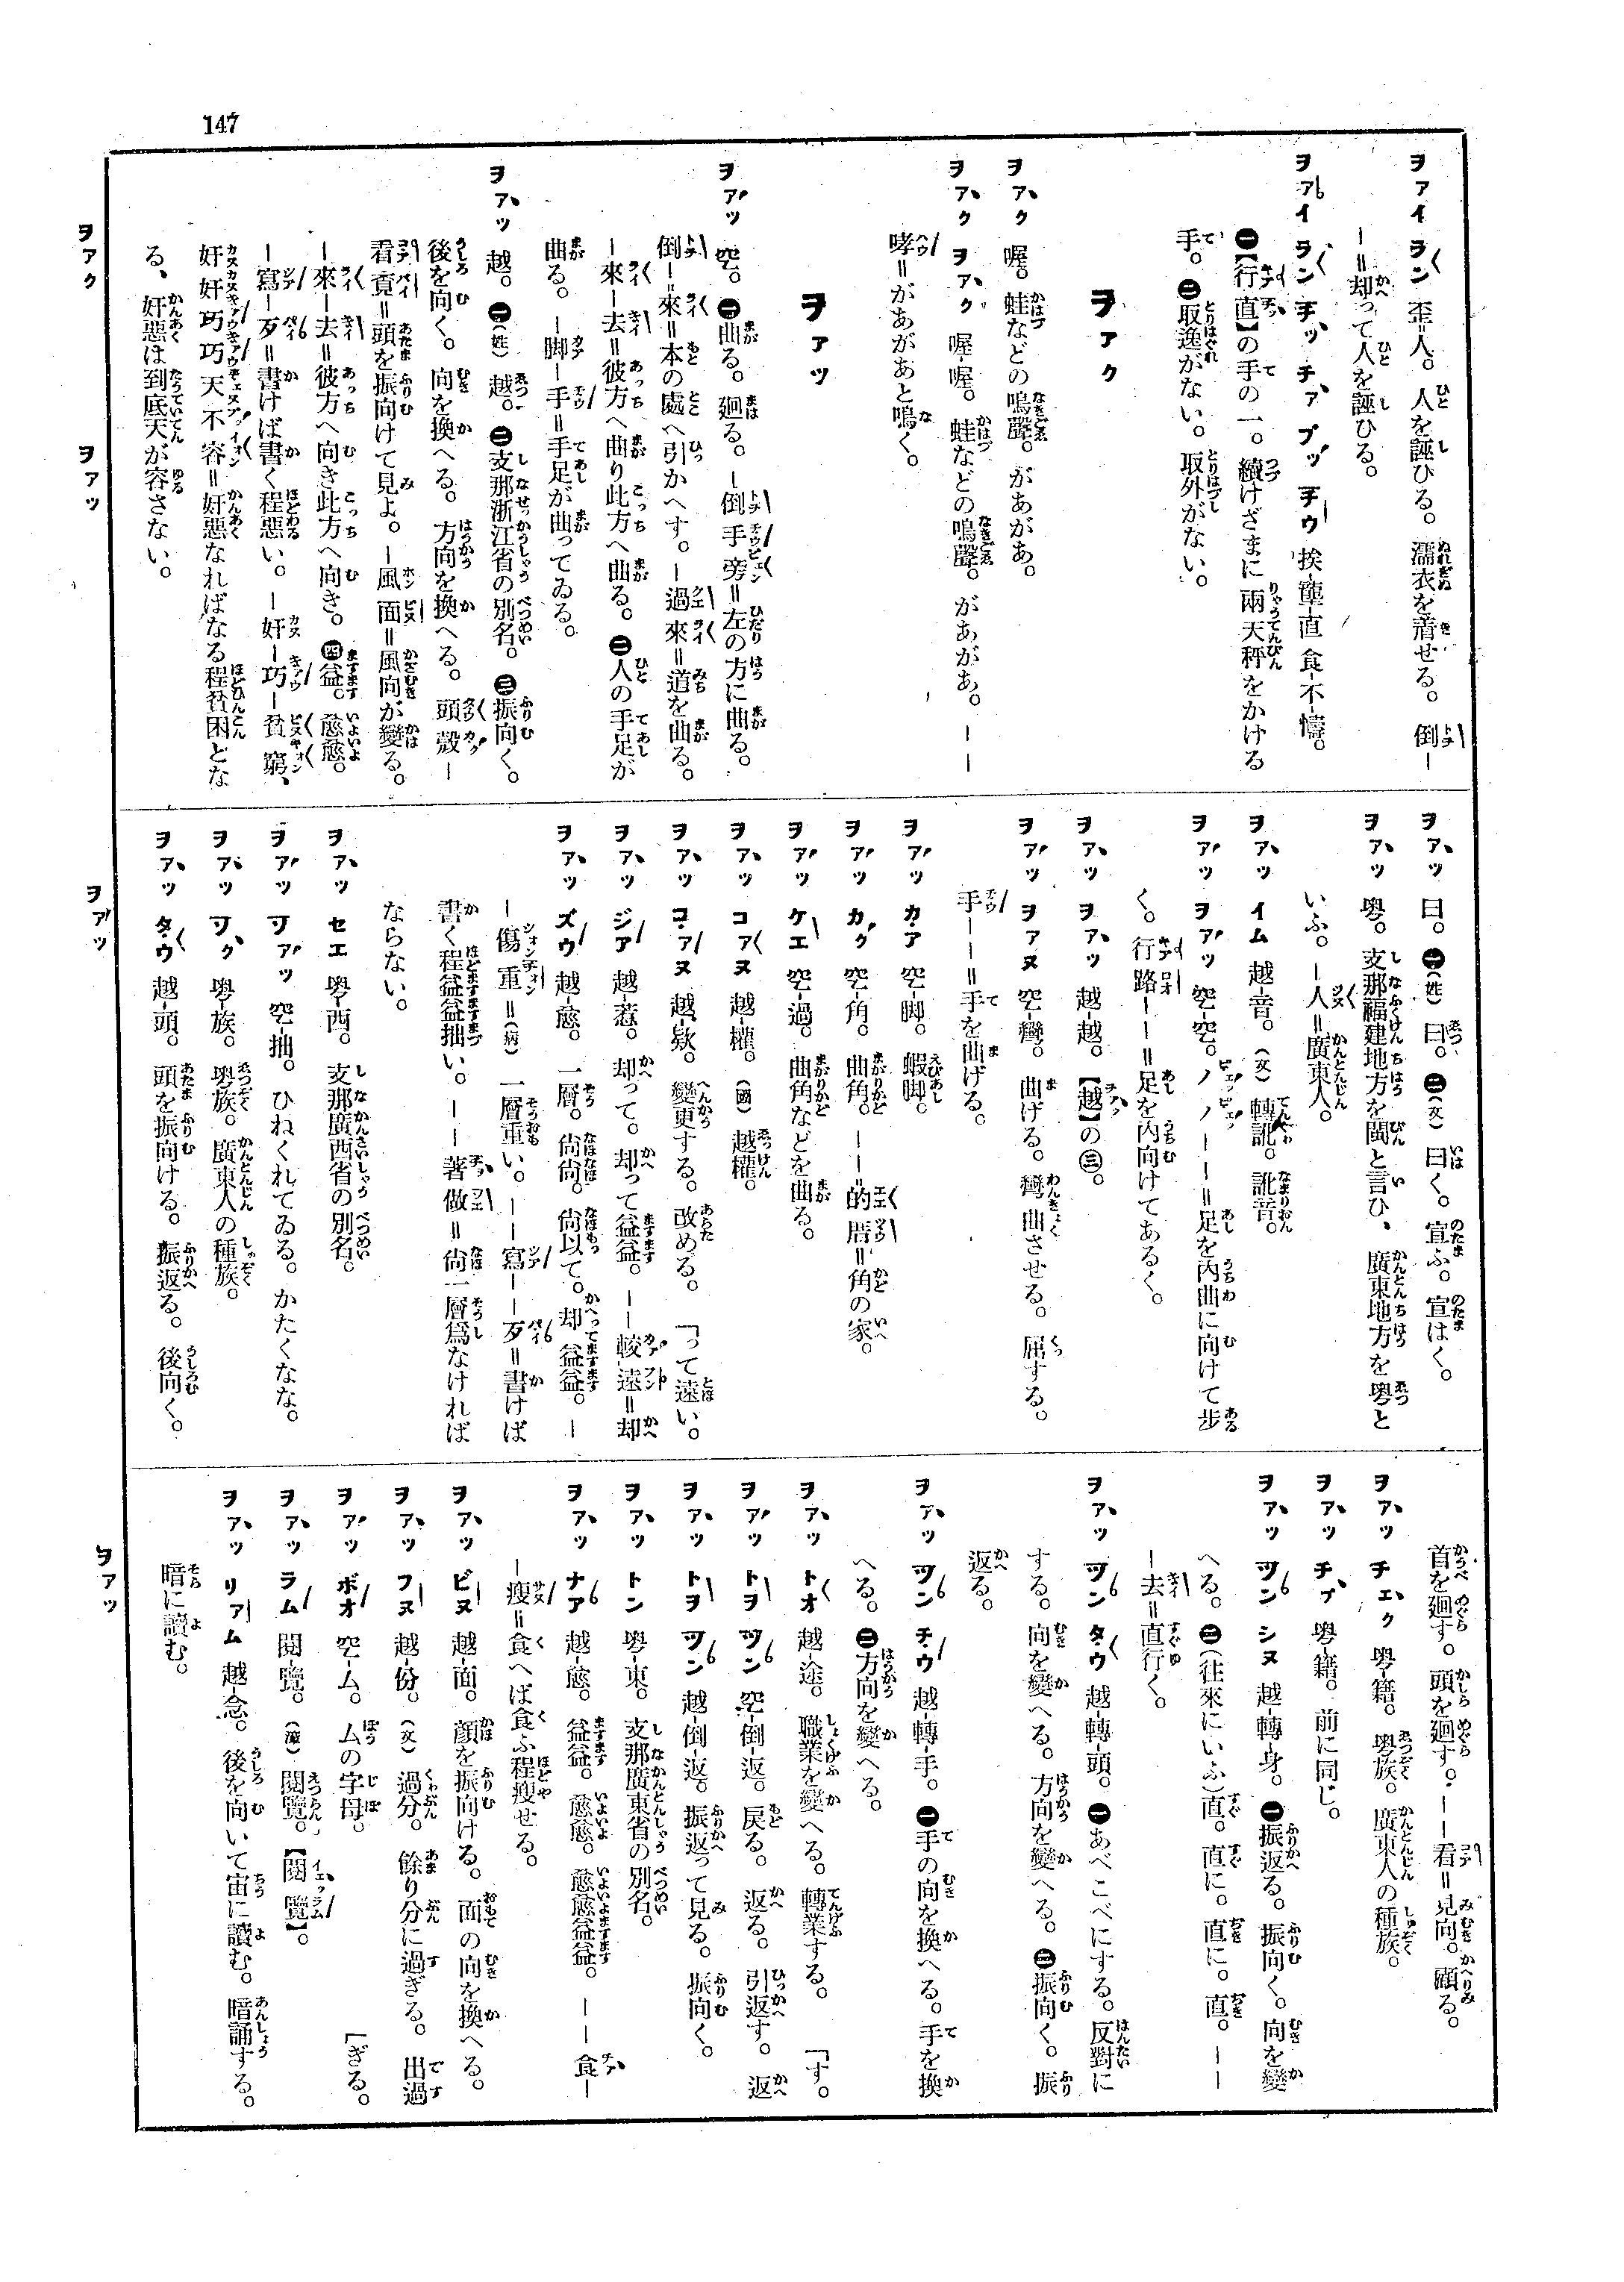 147
ヲアイ ヲン 歪=人。人を誣ひる。濡衣を着せる。倒―
―=却って人を誣ひる。
ヲアイ ラン チッ チァ プッ チウ 挨-壟-直 食-不-懤。
㊀【行直】の手の一。續けざまに兩天秤をかける
手。㊁取逸がない。取外がない。
ヲァク
ヲァク 喔。蛙などの鳴聲。があがあ。
ヲァク ヲァク 喔-喔。蛙などの鳴聲。があがあ。――
哮=があがあと鳴く。
ヲァッ
ヲァッ 空。㊀曲る。廻る。―倒手旁=左の方に曲る。
倒―來=本の處へ引かへす。―過來=道を曲る。
―來―去=彼方へ曲り此方へ曲る。㊁人の手足が
曲る。―脚―手=手足が曲ってゐる。
ヲァッ 越。㊀(姓)越。㊁支那浙江省の別名。㊂振向く。
後を向く。向を換へる。方向を換へる。頭殼―
看覔=頭を振向けて見よ。―風面=風向が變る。
―來―去=彼方へ向き此方へ向き。㊃益。愈愈。
―寫―歹=書けば書く程惡い。―奸―巧―貧窮、
奸奸巧巧天不容=奸惡なればなる程貧困とな
る、奸惡は到底天が容さない。
ヲァッ 曰。㊀(姓)曰。㊁(文)曰く。宣ふ。宣はく。
ヲァッ 粤。支那福建地方を閩と言ひ、廣東地方を粤と
いふ。―人=廣東人。
ヲァッ イム 越-音。(文)轉訛。訛音。
ヲァッ ヲァッ 空-空。ノノ――=足を內曲に向けて步
く。行路――=足を內向けてあるく。
ヲァッ ヲァッ 越-越。【越】の㊂。
ヲァッ ヲァヌ 空-彎。曲げる。彎曲させる。屈する。
手――=手を曲げる。
ヲァッ カア 空-脚。蝦脚。
ヲァッ カク 空-角。曲角。――的厝=角の家。
ヲァッ ケエ 空-過。曲角などを曲る。
ヲァッ コァヌ 越-權。(國)越權。
ヲァッ コァヌ 越-欵。變更する。改める。「って遠い。
ヲァッ ジア 越-惹。却って。却って益益。――較遠=却
ヲァッ ズウ 越-愈。一層。尙尙。尙以て。却益益。―
―傷重=(病)一層重い。――寫――歹=書けば
書く程益益拙い。――著做=尙一層爲なければ
ならない。
ヲァッ セエ 粤-西。支那廣西省の別名。
ヲァッ ツァッ 空-拙。ひねくれてゐる。かたくなな。
ヲァッ ツォク 粤-族。粤族。廣東人の種族。
ヲァッ タウ 越-頭。頭を振向ける。振返る。後向く。
首を廻す。頭を廻す。――看=見向。顧る。
ヲァッ チェク 粤-籍。粤族。廣東人の種族。
ヲァッ チァ 粤籍。前に同じ。
ヲァッ ツン シヌ 越-轉-身。㊀振返る。振向く。向を變
へる。㊁(往來にいふ)直。直に。直に。直。――
―去=直行く。
ヲァッ ツン タウ 越-轉-頭。㊀あべこべにする。反對に
する。向を變へる。方向を變へる。㊁振向く。振
返る。
ヲァッ ツン チウ 越-轉-手。㊀手の向を換へる。手を換
へる。㊁方向を變へる。
ヲァッ トオ 越-途。職業を變へる。轉業する。「す。
ヲァッ トヲ ツン 空-倒-返。戾る。返る。引返す。返
ヲァッ トヲ ツン 越-倒-返。振返って見る。振向く。
ヲァッ トン 粤-東。支那廣東省の別名。
ヲァッ ナア 越-愈。益益。愈愈。愈愈益益。――食―
―瘦=食へば食ふ程瘦せる。
ヲァッ ビヌ 越-面。顏を振向ける。面の向を換へる。
ヲァッ フヌ 越-份。(文)過分。餘り分に過ぎる。出過
ヲァッ ボオ 空-厶。厶の字母。「ぎる。
ヲァッ ラム 閱-覽。(漳)閱覽。【閱覽】。
ヲァッ リアム 越-念。後を向いて宙に讀む。暗誦する。
暗に讀む。
ヲァク
ヲァッ
ヲァッ
ヲァッ